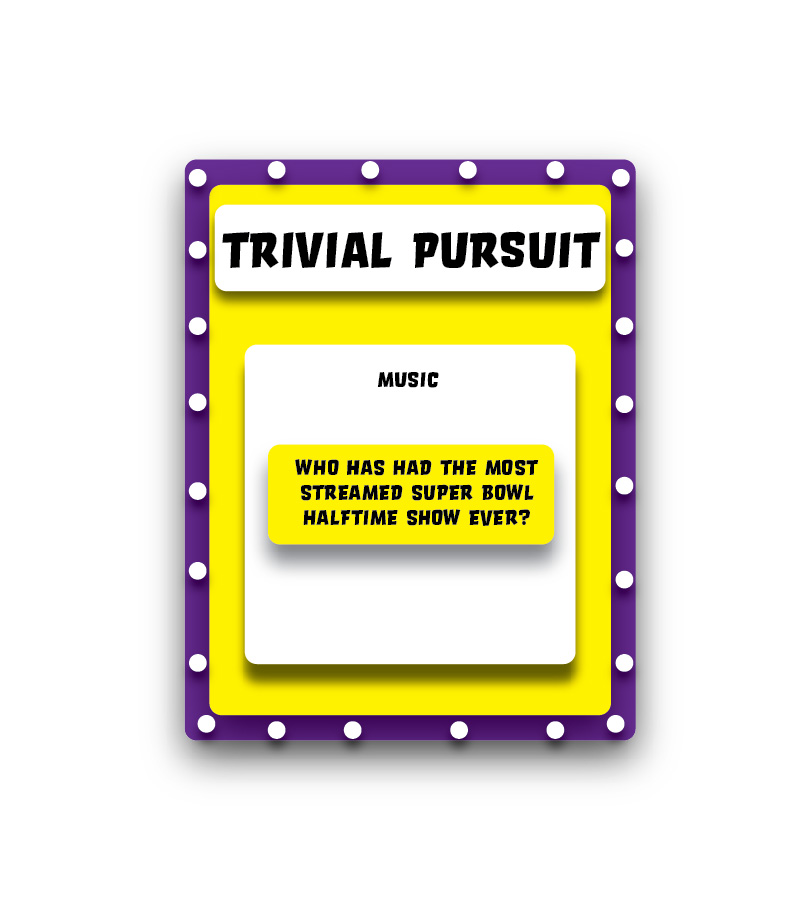 TRIVIAL PURSUIT
MUSIC
WHO HAS HAD THE MOST
STREAMED SUPER BOWL
HALFTIME SHOW EVER?